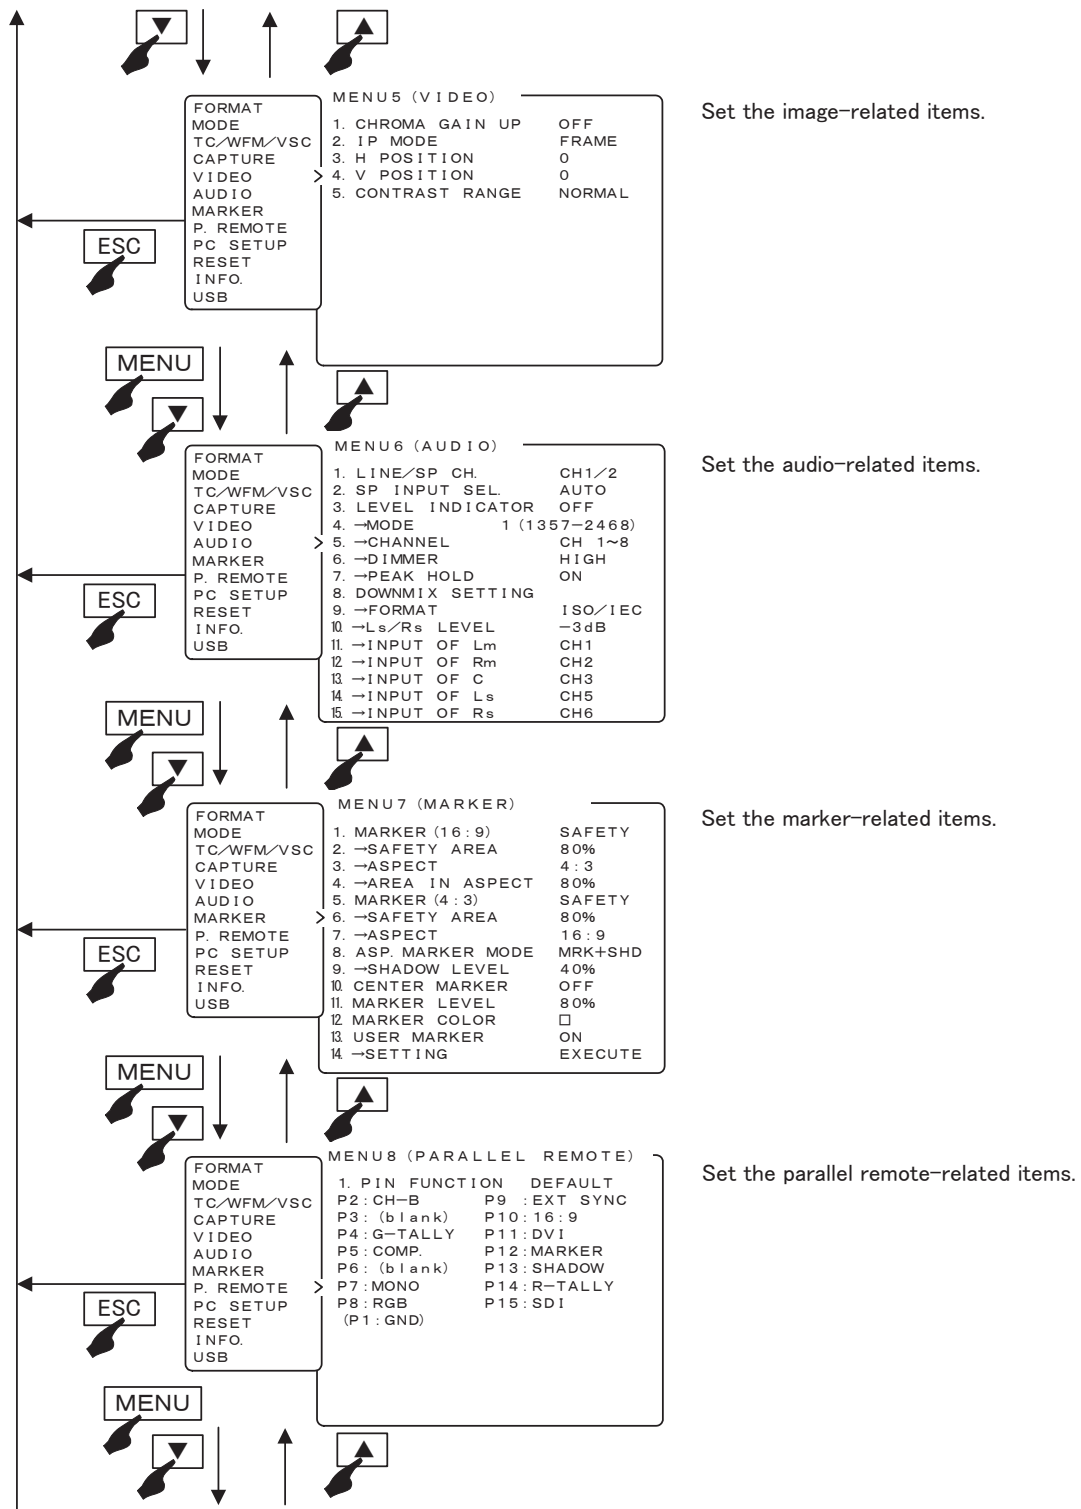 ▼ ▲
FORMAT
MODE
TC/WFM/VSC
CAPTURE
VIDEO >
AUDIO
MARKER
P. REMOTE
PC SETUP
RESET
INFO.
USB
MENU5 (VIDEO)
1. CHROMA GAIN UP OFF
2. IP MODE FRAME
3. H POSITION 0
4. V POSITION 0
5. CONTRAST RANGE NORMAL
Set the image-related items.
ESC
MENU
▼ ▲
FORMAT
MODE
TC/WFM/VSC
CAPTURE
VIDEO
AUDIO >
MARKER
P. REMOTE
PC SETUP
RESET
INFO.
USB
MENU6 (AUDIO)
1. LINE/SP CH. CH1/2
2. SP INPUT SEL. AUTO
3. LEVEL INDICATOR OFF
4. →MODE 1 (1357−2468)
5. →CHANNEL CH 1~8
6. →DIMMER HIGH
7. →PEAK HOLD ON
8. DOWNMIX SETTING
9. →FORMAT ISO/IEC
10. →Ls/Rs LEVEL −3dB
11. →INPUT OF Lm CH1
12. →INPUT OF Rm CH2
13. →INPUT OF C CH3
14. →INPUT OF Ls CH5
15. →INPUT OF Rs CH6
Set the audio-related items.
ESC
MENU
▼ ▲
FORMAT
MODE
TC/WFM/VSC
CAPTURE
VIDEO
AUDIO
MARKER >
P. REMOTE
PC SETUP
RESET
INFO.
USB
MENU7 (MARKER)
1. MARKER (16:9) SAFETY
2. →SAFETY AREA 80%
3. →ASPECT 4:3
4. →AREA IN ASPECT 80%
5. MARKER (4:3) SAFETY
6. →SAFETY AREA 80%
7. →ASPECT 16:9
8. ASP. MARKER MODE MRK+SHD
9. →SHADOW LEVEL 40%
10. CENTER MARKER OFF
11. MARKER LEVEL 80%
12. MARKER COLOR □
13. USER MARKER ON
14. →SETTING EXECUTE
Set the marker-related items.
ESC
MENU
▼ ▲
FORMAT
MODE
TC/WFM/VSC
CAPTURE
VIDEO
AUDIO
MARKER
P. REMOTE >
PC SETUP
RESET
INFO.
USB
MENU8 (PARALLEL REMOTE)
1. PIN FUNCTION DEFAULT
P2:CH−B P9 :EXT SYNC
P3:(blank) P10:16:9
P4:G−TALLY P11:DVI
P5:COMP. P12:MARKER
P6:(blank) P13:SHADOW
P7:MONO P14:R−TALLY
P8:RGB P15:SDI
(P1:GND)
Set the parallel remote-related items.
ESC
MENU
▼ ▲